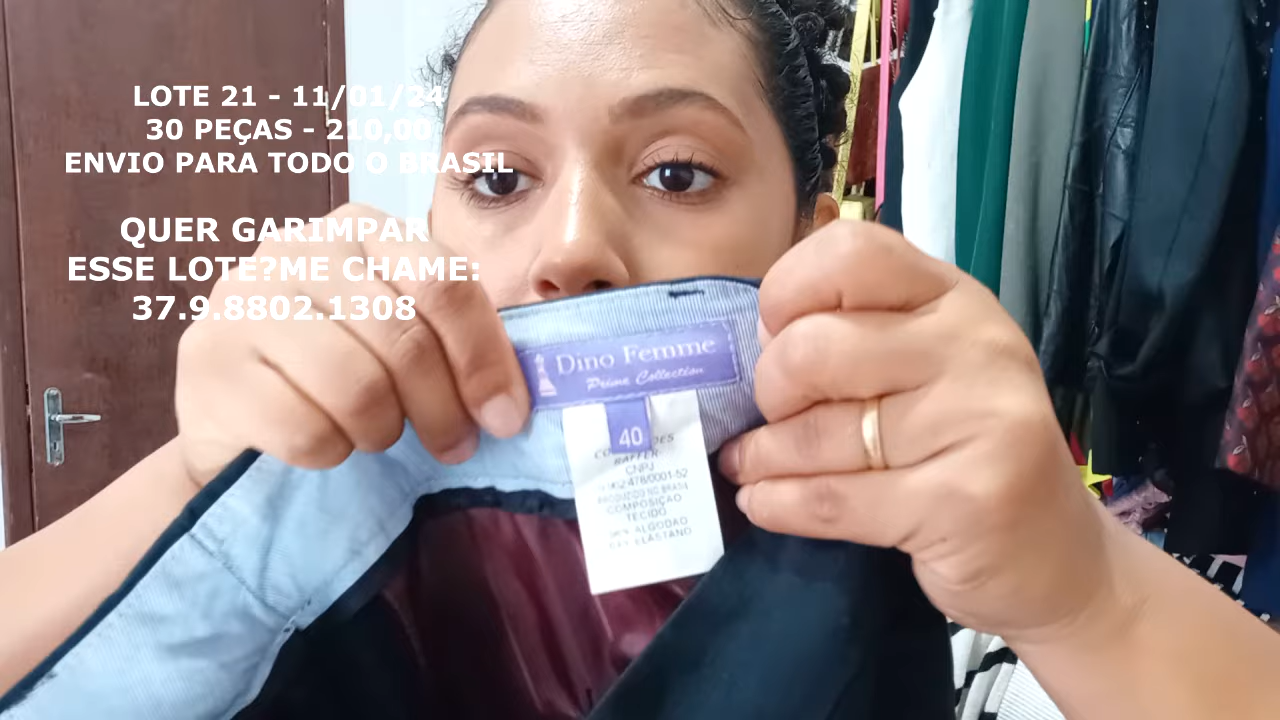 LOTE 21 - 11/01/24
30 PEÇAS - 210,00
ENVIO PARA TODO O BRASIL
QUER GARIMPAR
ESSE LOTE?ME CHAME:
37.9.8802.1308
Dino Femme
Prime Collection
40
CNPJ
PRODUZIDO NO BRASIL
COMPOSIÇÃO
TECIDO
ALGODAO
ELASTANO